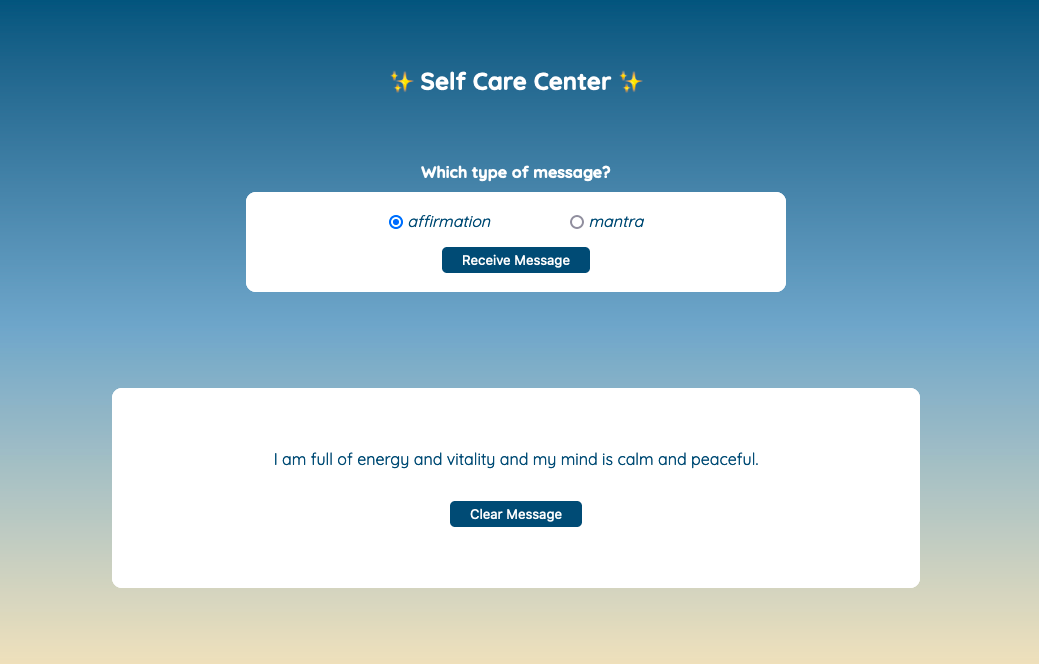 ✨ Self Care Center ✨
Which type of message?
affirmation mantra
Receive Message
I am full of energy and vitality and my mind is calm and peaceful.
Clear Message